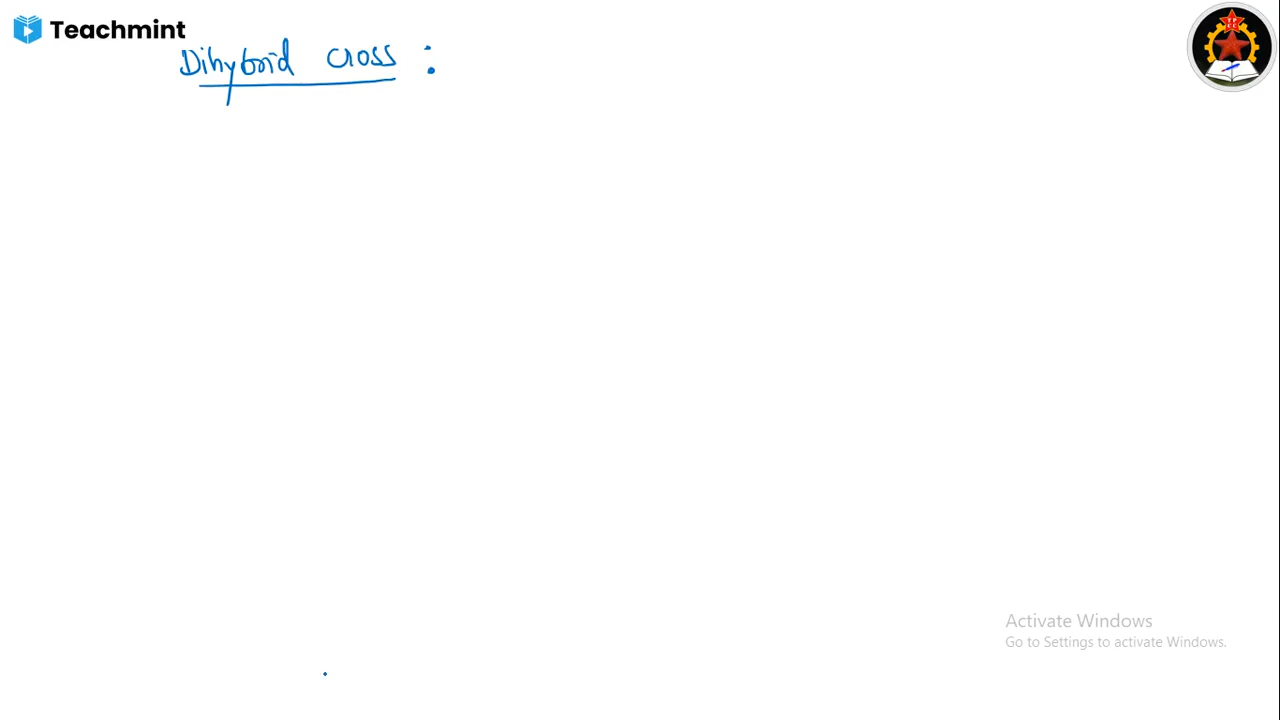 Teachmint
Dihybrid cross :
Activate Windows
Go to Settings to activate Windows.